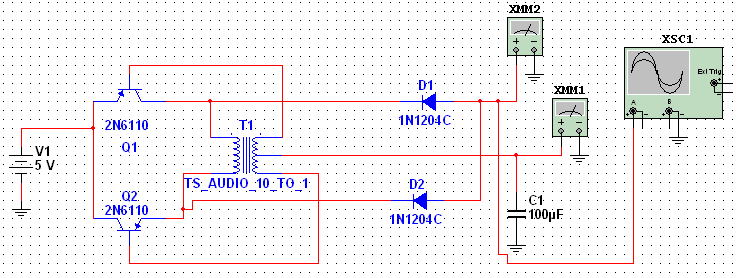 XMM2
+ −
XSC1
Ext Trig
+
−
A
B
+ −
+ −
XMM1
+ −
D1
1N1204C
2N6110
Q1
T1
V1
5 V
TS_AUDIO_10_TO_1
D2
1N1204C
Q2
2N6110
C1
100µF